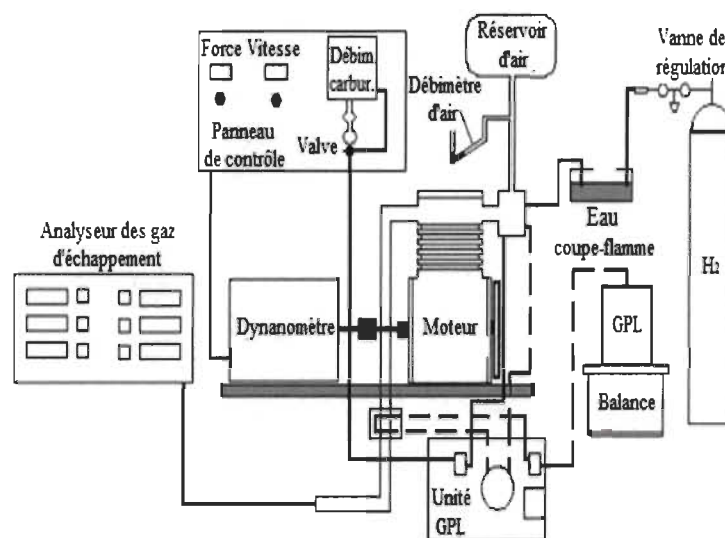 Force Vitesse
Débim.
carbur.
Panneau
de contrôle
Valve
Réservoir
d'air
Débimètre
d'air
Vanne de
régulation
Eau
coupe-flamme
H2
Analyseur des gaz
d'échappement
Dynanomètre
Moteur
GPL
Balance
Unité
GPL